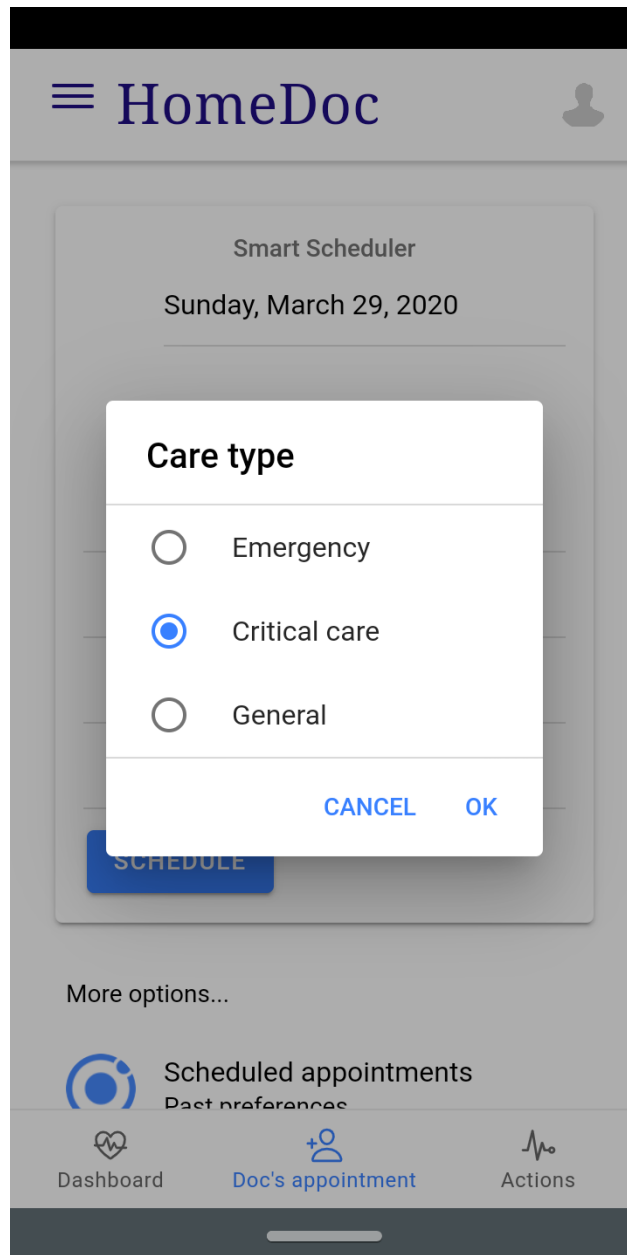 HomeDoc
Smart Scheduler
Sunday, March 29, 2020
Care type
Emergency
Critical care
General
CANCEL OK
SCHEDULE
More options...
Scheduled appointments
Past preferences
Dashboard Doc's appointment Actions